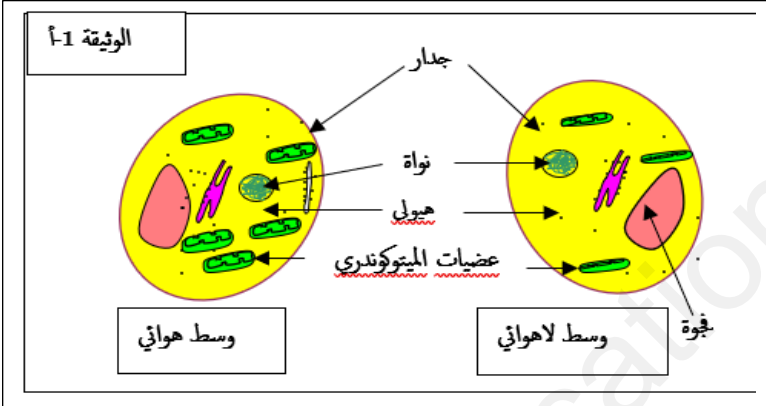 الوثيقة 1-أ
جدار
نواة
هيولى
عضيات الميتوكوندري
فجوة
وسط هوائي
وسط لاهوائي